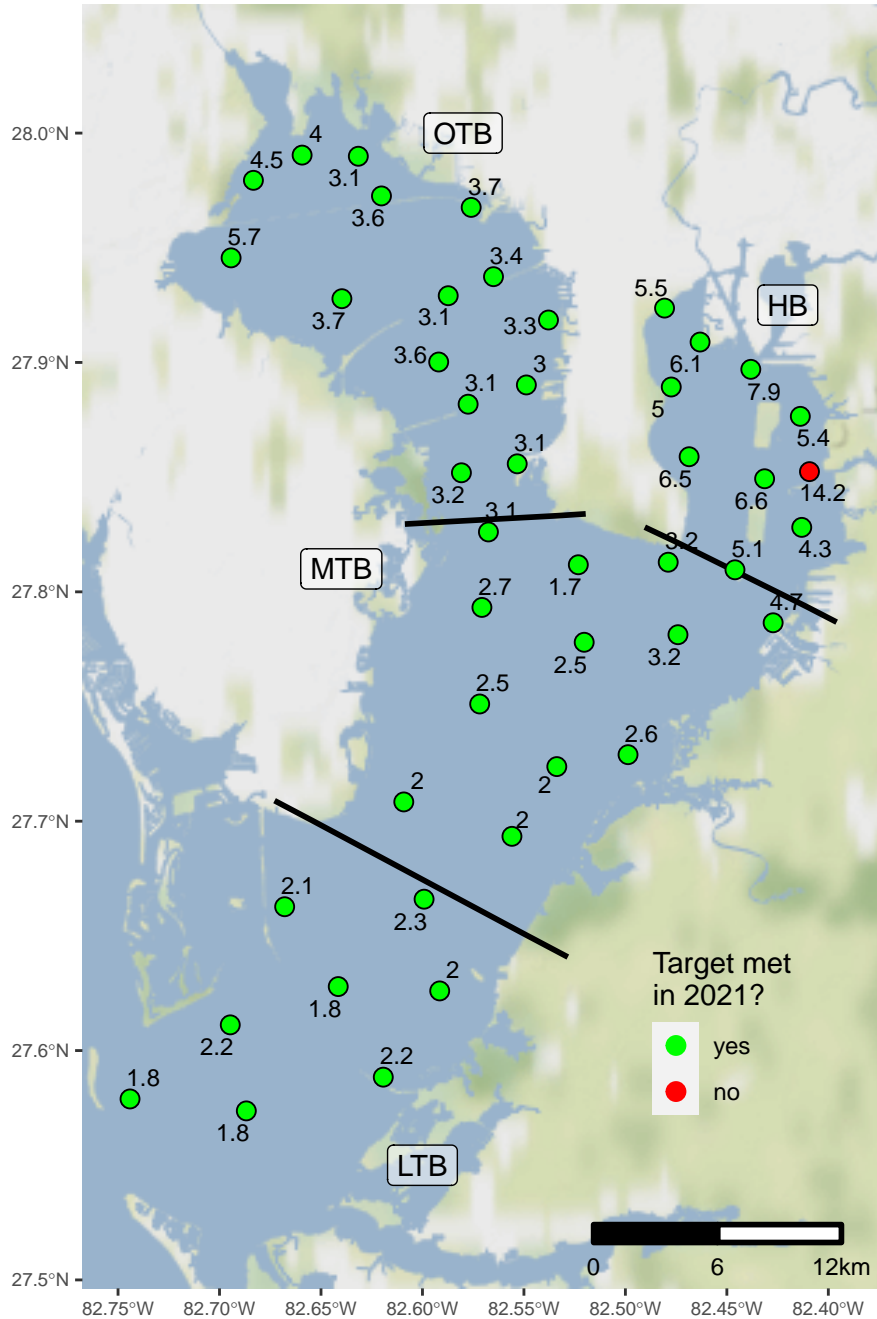 28.0°N
27.9°N
27.8°N
27.7°N
27.6°N
27.5°N
OTB
4
4.5
3.1
3.6
3.7
5.7
3.4
3.7
3.1
3.3
5.5
HB
3.6
3
6.1
7.9
3.1
5
5.4
3.1
3.2
6.5
6.6
14.2
3.1
4.3
MTB
3.2
5.1
1.7
2.7
4.7
2.5
3.2
2.5
2.6
2
2
2
2.1
2.3
2
1.8
2.2
2.2
1.8
1.8
LTB
Target met
in 2021?
yes
no
0 6 12km
82.75°W 82.70°W 82.65°W 82.60°W 82.55°W 82.50°W 82.45°W 82.40°W